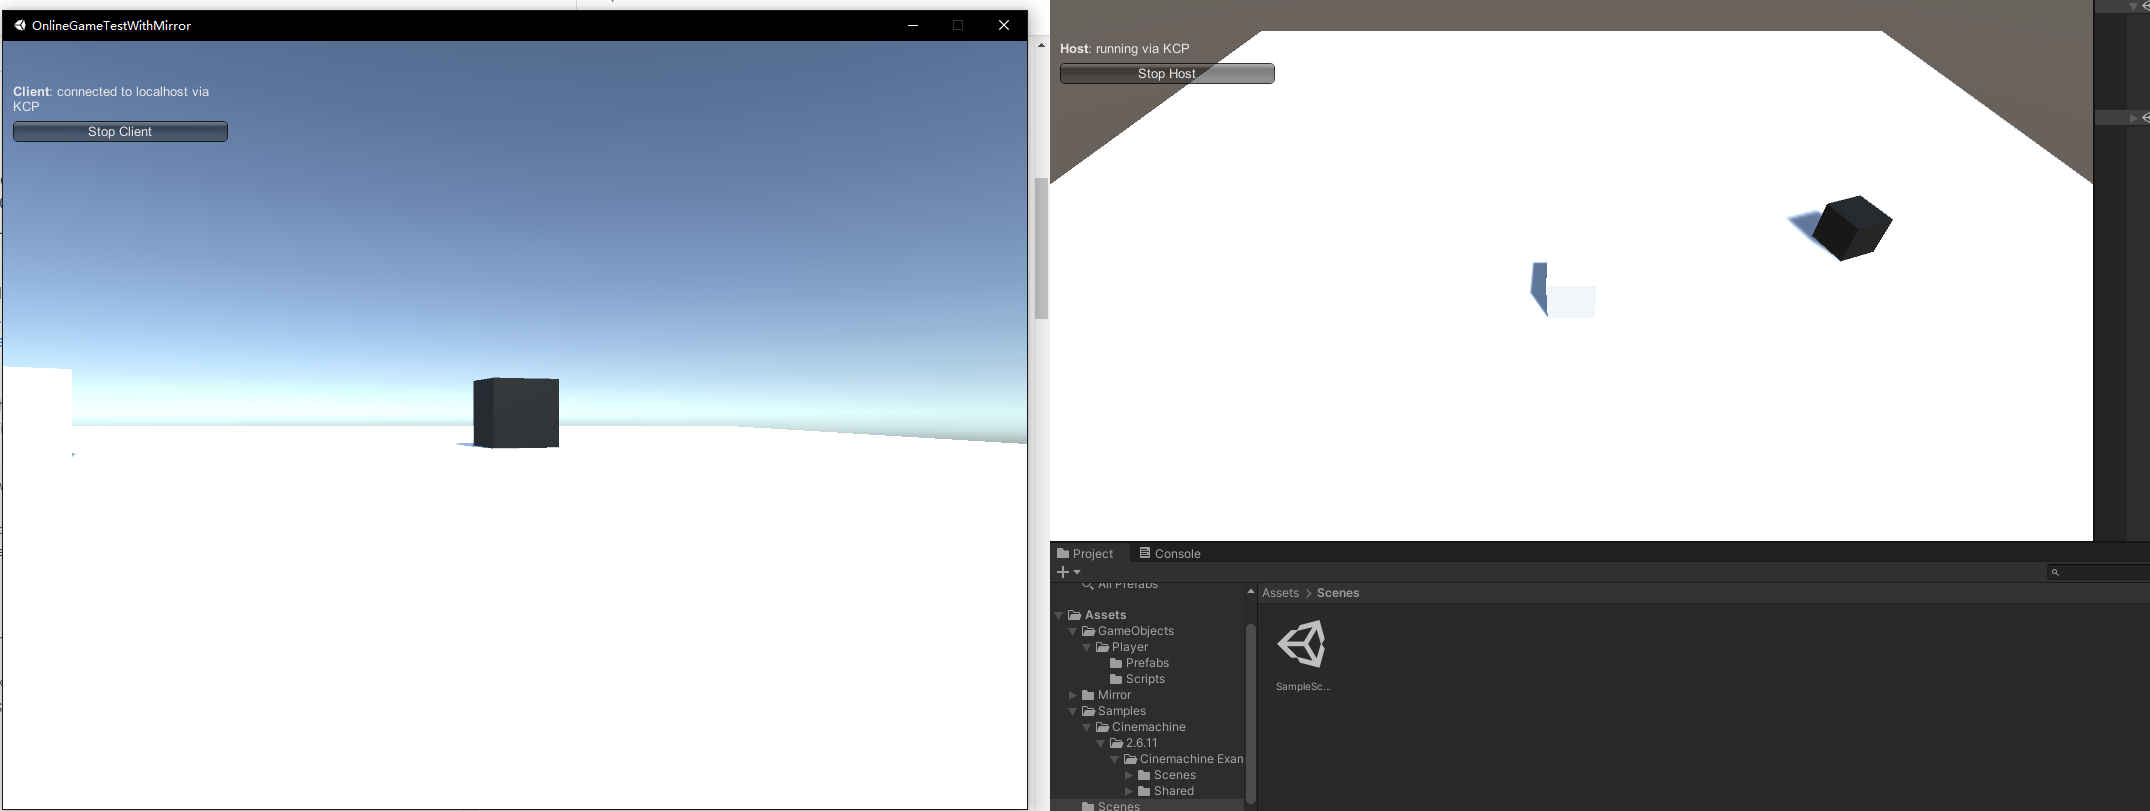 OnlineGameTestWithMirror
Client: connected to localhost via
KCP
Stop Client
Host: running via KCP
Stop Host
Project
Console
All Prefabs
Assets
GameObjects
Player
Prefabs
Scripts
Mirror
Samples
Cinemachine
2.6.11
Cinemachine Exam
Scenes
Shared
Scenes
Assets > Scenes
SampleSc...